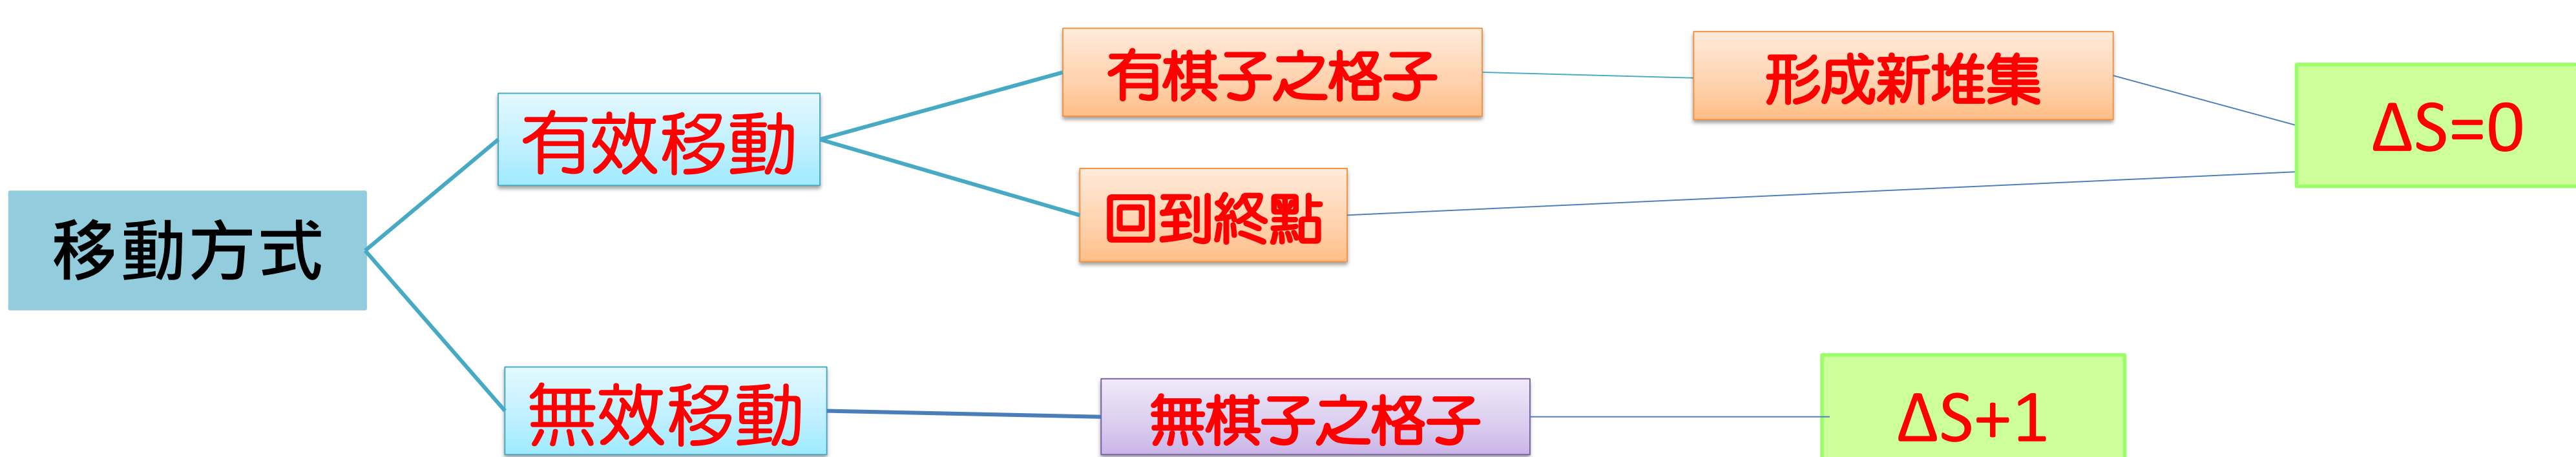 移動方式
有效移動
有棋子之格子
形成新堆集
ΔS=0
回到終點
無效移動
無棋子之格子
ΔS+1